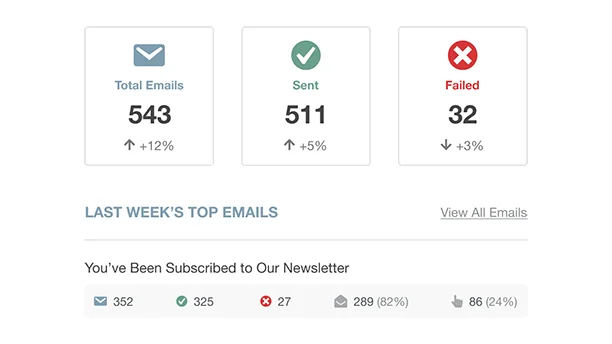 Total Emails
543
+12%
Sent
511
+5%
Failed
32
+3%
LAST WEEK'S TOP EMAILS
View All Emails
You've Been Subscribed to Our Newsletter
352 325 27 289 (82%) 86 (24%)